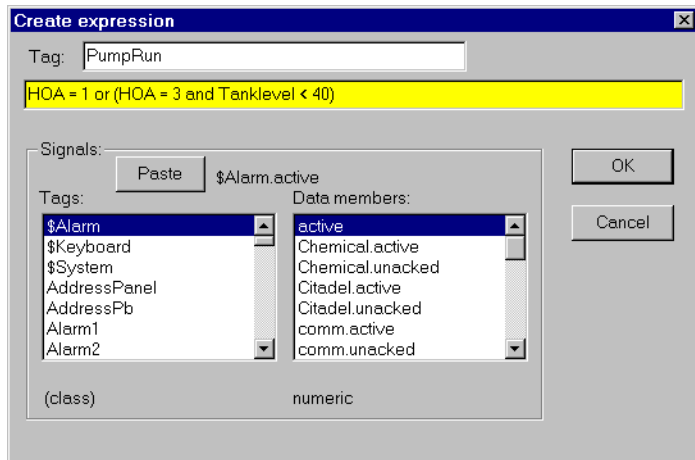 Create expression
Tag: PumpRun
HOA = 1 or (HOA = 3 and Tanklevel < 40)
Signals:
Paste $Alarm.active
OK
Cancel
Tags:
$Alarm
$Keyboard
$System
AddressPanel
AddressPb
Alarm1
Alarm2
(class)
Data members:
active
Chemical.active
Chemical.unacked
Citadel.active
Citadel.unacked
comm.active
comm.unacked
numeric